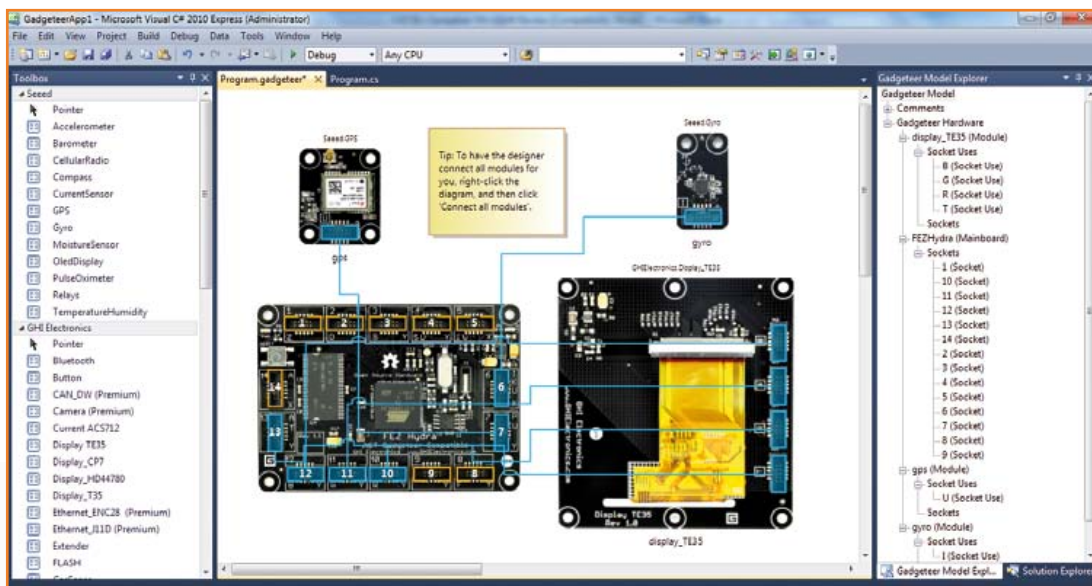 GadgeteerApp1 - Microsoft Visual C# 2010 Express (Administrator)
File Edit View Project Build Debug Data Tools Window Help
Debug Any CPU
Toolbox
Seeed
Pointer
Accelerometer
Barometer
CellularRadio
Compass
CurrentSensor
GPS
Gyro
MoistureSensor
OledDisplay
PulseOximeter
Relays
TemperatureHumidity
GHI Electronics
Pointer
Bluetooth
Button
CAN_DW (Premium)
Camera (Premium)
Current ACS712
Display TE35
Display_CP7
Display_HD44780
Display_T35
Ethernet_ENC28 (Premium)
Ethernet_J11D (Premium)
Extender
FLASH
Program.gadgeteer* Program.cs
Seeed.GPS
gps
Tip: To have the designer
connect all modules for
you, right-click the
diagram, and then click
'Connect all modules'.
Seeed.Gyro
gyro
1 2 3 4 5
14
6
13
7
12 11 10 9 8
FEZ Hydra
GHIElectronics.Display_TE35
www.GHIElectronics.com
GHI Electronics
Display TE35
Rev 1.0
G
display_TE35
Gadgeteer Model Explorer
Gadgeteer Model
Comments
Gadgeteer Hardware
display_TE35 (Module)
Socket Uses
B (Socket Use)
G (Socket Use)
R (Socket Use)
T (Socket Use)
Sockets
FEZHydra (Mainboard)
Sockets
1 (Socket)
10 (Socket)
11 (Socket)
12 (Socket)
13 (Socket)
14 (Socket)
2 (Socket)
3 (Socket)
4 (Socket)
5 (Socket)
6 (Socket)
7 (Socket)
8 (Socket)
9 (Socket)
gps (Module)
Socket Uses
U (Socket Use)
Sockets
gyro (Module)
Socket Uses
I (Socket Use)
Gadgeteer Model Expl... Solution Explorer